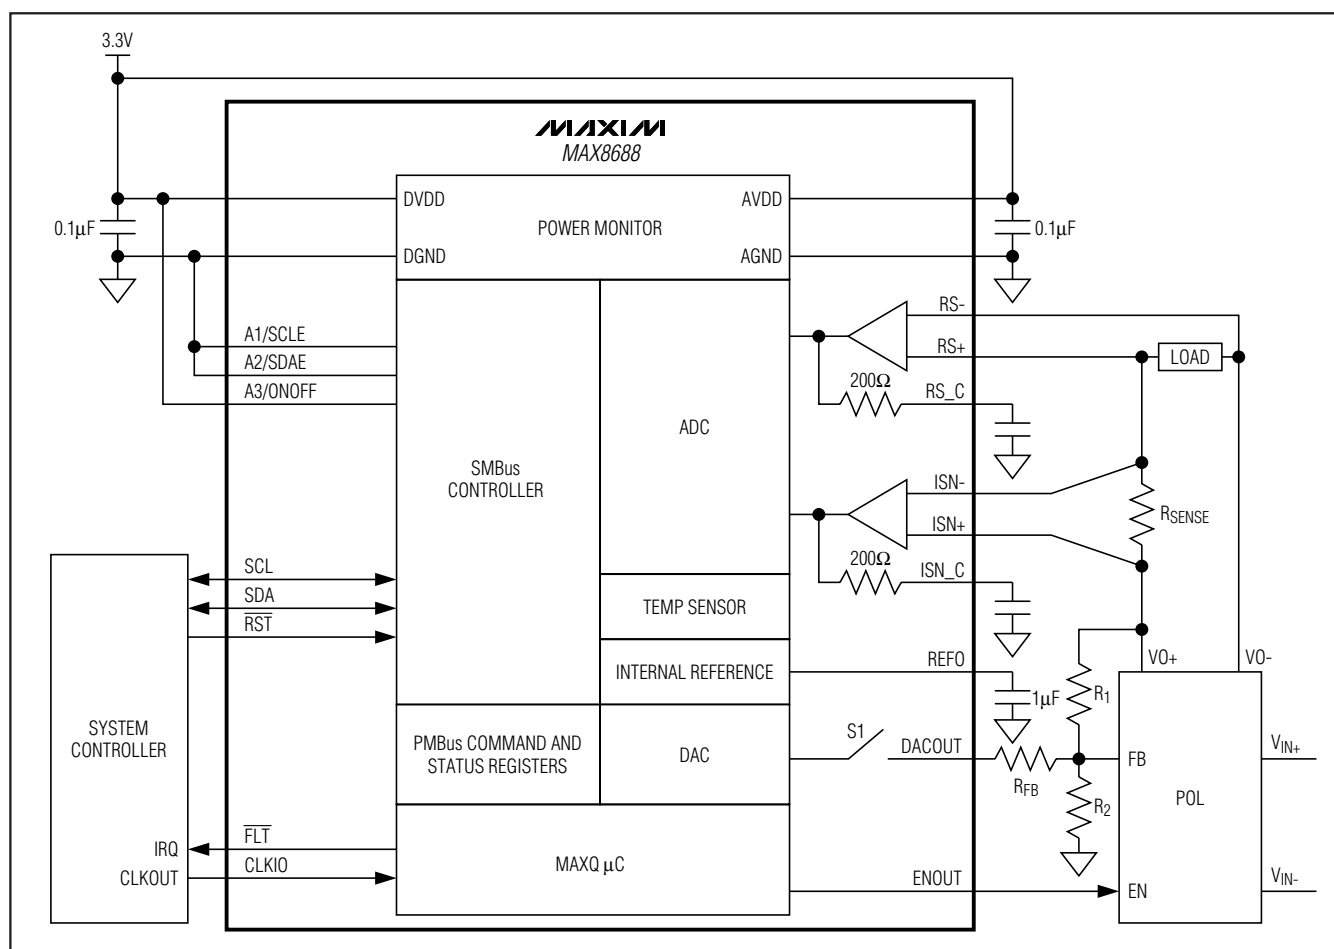 3.3V
MAXIM
MAX8688
DVDD
AVDD
0.1µF
POWER MONITOR
0.1µF
DGND
AGND
RS-
A1/SCLE
RS+
LOAD
A2/SDAE
200Ω
A3/ONOFF
RS_C
ADC
SMBus
CONTROLLER
ISN-
RSENSE
ISN+
200Ω
SCL
ISN_C
SDA
TEMP SENSOR
RST
REFO
VO+
VO-
INTERNAL REFERENCE
R1
1µF
SYSTEM
CONTROLLER
PMBus COMMAND AND
STATUS REGISTERS
DAC
S1
DACOUT
RFB
FB
VIN+
R2
POL
FLT
IRQ
MAXQ µC
CLKIO
CLKOUT
ENOUT
EN
VIN-